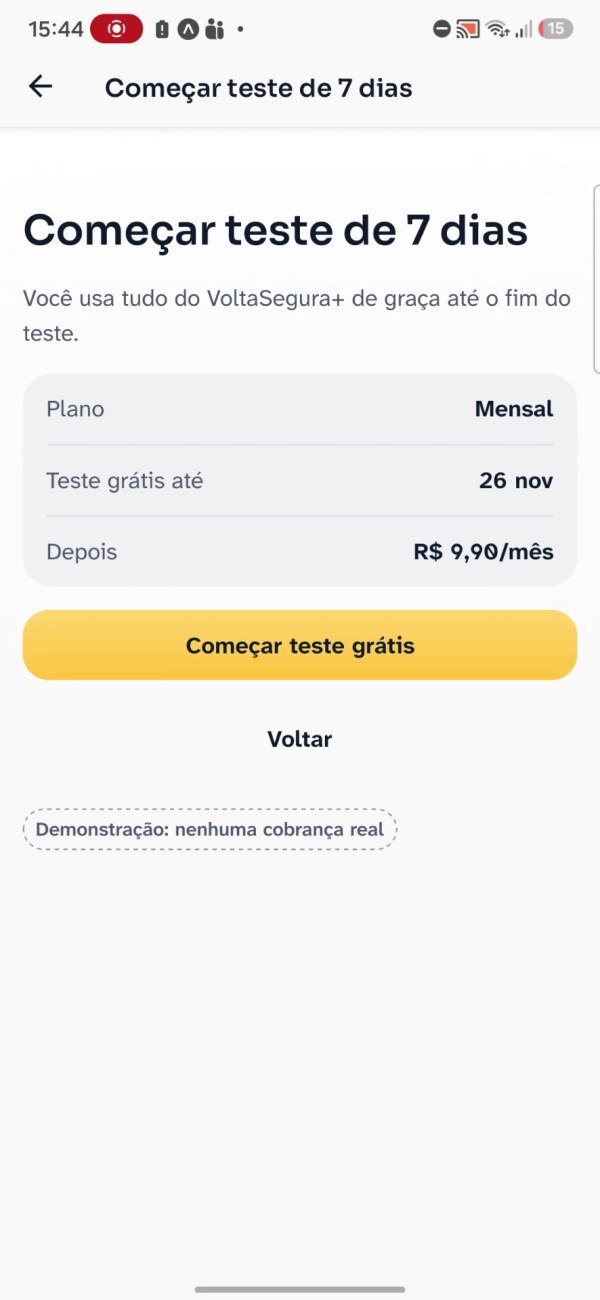 15:44
15
Começar teste de 7 dias
Começar teste de 7 dias
Você usa tudo do VoltaSegura+ de graça até o fim do
teste.
Plano Mensal
Teste grátis até 26 nov
Depois R$ 9,90/mês
Começar teste grátis
Voltar
Demonstração: nenhuma cobrança real